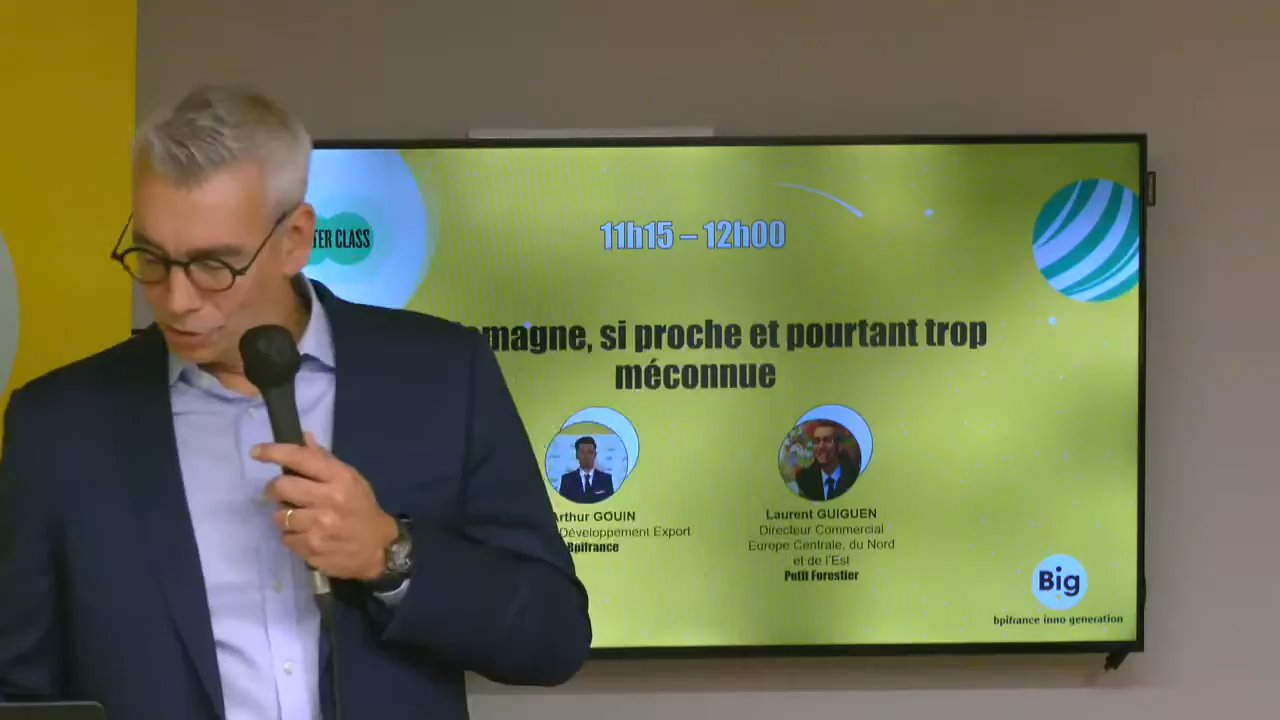 TER CLASS
11h15 – 12h00
emagne, si proche et pourtant trop
méconnue
Arthur GOUIN
Développement Export
Bpifrance
Laurent GUIGUEN
Directeur Commercial
Europe Centrale, du Nord
et de l'Est
Petit Forestier
Big
bpifrance inno generation